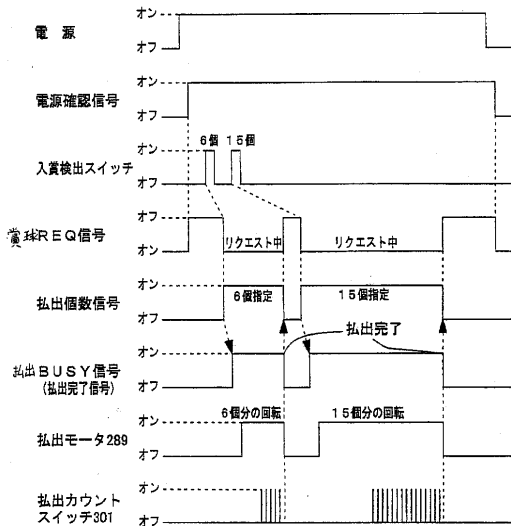 オン
電 源
オフ
オン
電源確認信号
オフ
6個 15個
オン
入賞検出スイッチ
オフ
オフ
賞球REQ信号
リクエスト中 リクエスト中
オン
オン
払出個数信号
6個指定 15個指定
オフ
払出完了
オン
払出BUSY信号
(払出完了信号)
オフ
6個分の回転 15個分の回転
オン
払出モータ289
オフ
オン
払出カウント
スイッチ301
オフ